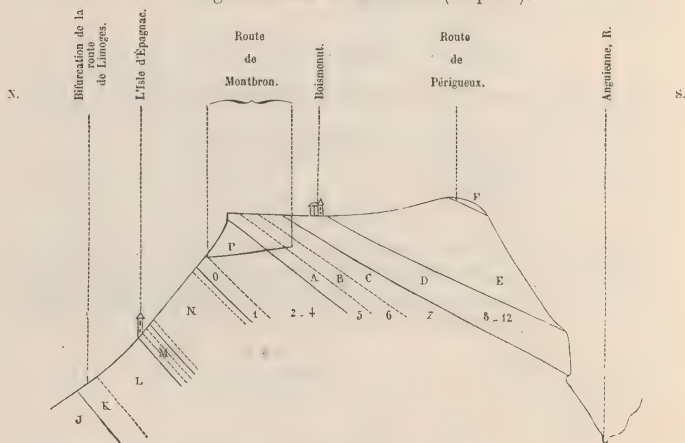 Bifurcation de la
route
de Limoges.
L'Isle d'Épagnac.
Route
de
Montbron.
Boismenut.
Route
de
Périgueux.
Anguienne, R.
N.
S.
F
P
A
B
C
D
E
O
N
1
2-4
5
6
7
8-12
M
L
K
J